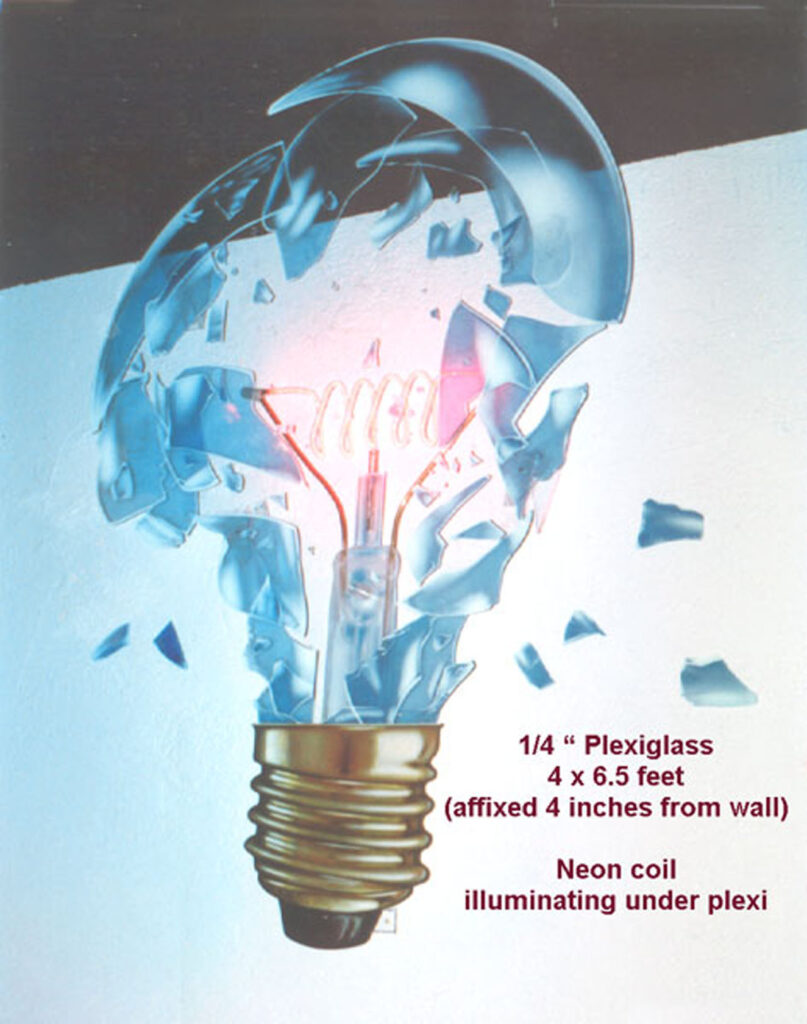 1/4 “ Plexiglass
4 x 6.5 feet
(affixed 4 inches from wall)
Neon coil
illuminating under plexi